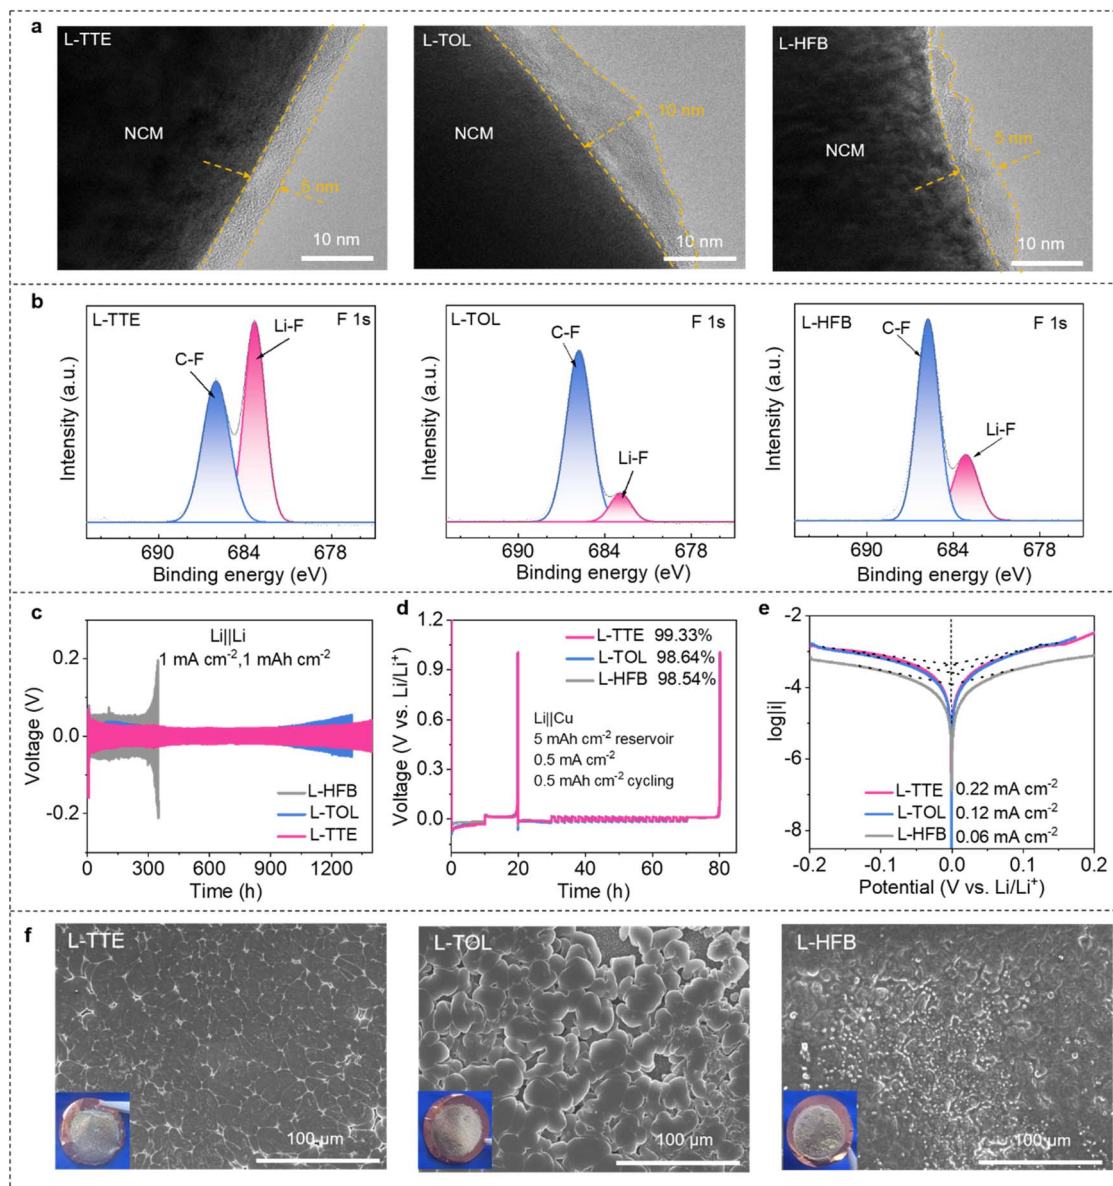 a
L-TTE
NCM
5 nm
10 nm
L-TOL
NCM
10 nm
10 nm
L-HFB
NCM
5 nm
10 nm
b
L-TTE
F 1s
Li-F
C-F
Intensity (a.u.)
690 684 678
Binding energy (eV)
L-TOL
F 1s
C-F
Li-F
Intensity (a.u.)
690 684 678
Binding energy (eV)
L-HFB
F 1s
C-F
Li-F
Intensity (a.u.)
690 684 678
Binding energy (eV)
c
Li||Li
1 mA cm⁻²,1 mAh cm⁻²
0.2
0.0
-0.2
Voltage (V)
L-HFB
L-TOL
L-TTE
0 300 600 900 1200
Time (h)
d
1.2
0.9
0.6
0.3
0.0
Voltage (V vs. Li/Li⁺)
L-TTE 99.33%
L-TOL 98.64%
L-HFB 98.54%
Li||Cu
5 mAh cm⁻² reservoir
0.5 mA cm⁻²
0.5 mAh cm⁻² cycling
0 20 40 60 80
Time (h)
e
-2
-4
-6
-8
log|i|
L-TTE 0.22 mA cm⁻²
L-TOL 0.12 mA cm⁻²
L-HFB 0.06 mA cm⁻²
-0.2 -0.1 0.0 0.1 0.2
Potential (V vs. Li/Li⁺)
f
L-TTE
100 µm
L-TOL
100 µm
L-HFB
100 µm